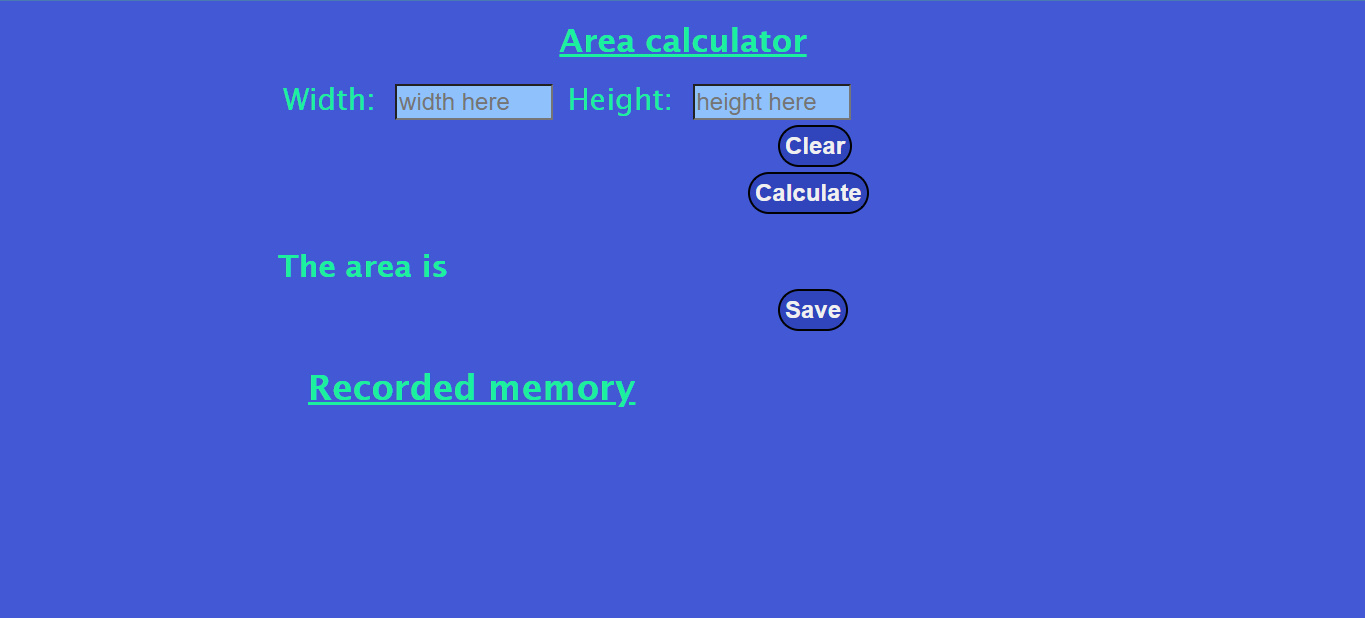 Area calculator
Width: width here Height: height here
Clear
Calculate
The area is
Save
Recorded memory